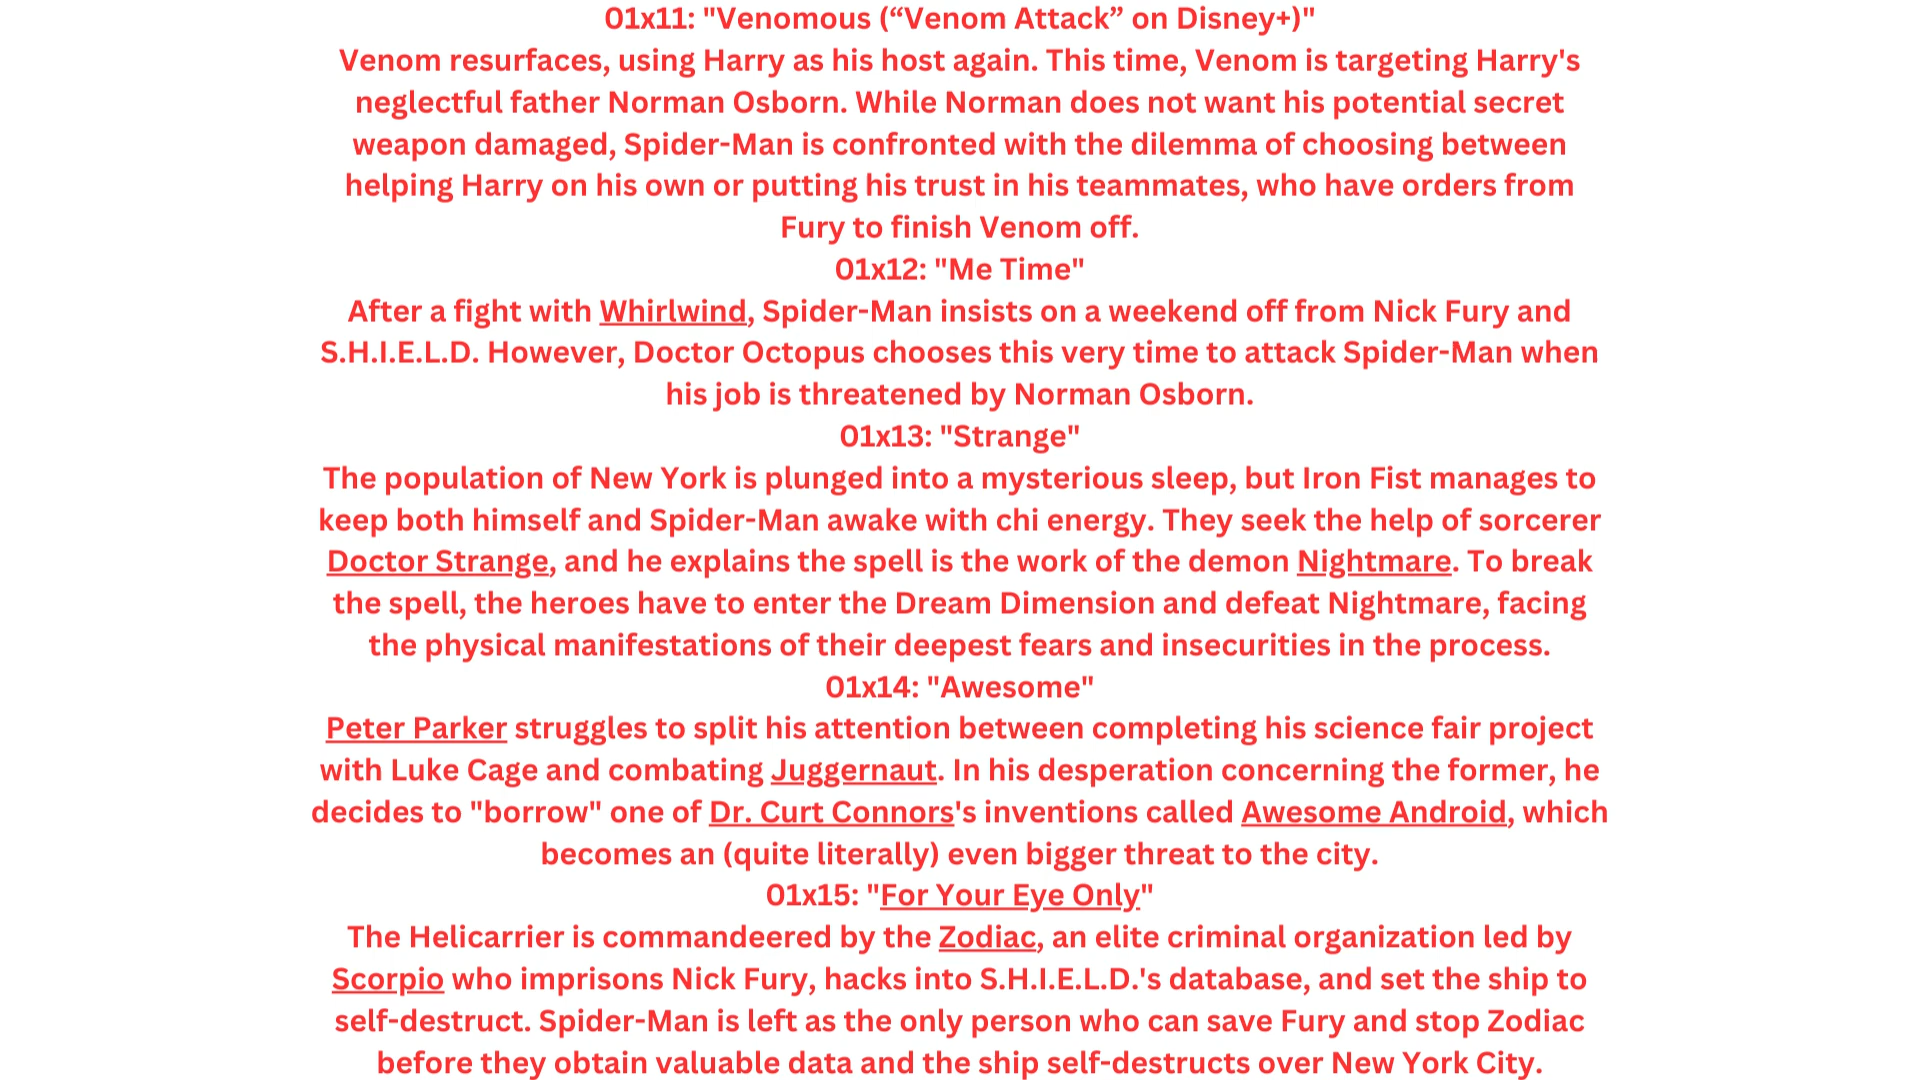 01x11: "Venomous (“Venom Attack” on Disney+)"
Venom resurfaces, using Harry as his host again. This time, Venom is targeting Harry's
neglectful father Norman Osborn. While Norman does not want his potential secret
weapon damaged, Spider-Man is confronted with the dilemma of choosing between
helping Harry on his own or putting his trust in his teammates, who have orders from
Fury to finish Venom off.
01x12: "Me Time"
After a fight with Whirlwind, Spider-Man insists on a weekend off from Nick Fury and
S.H.I.E.L.D. However, Doctor Octopus chooses this very time to attack Spider-Man when
his job is threatened by Norman Osborn.
01x13: "Strange"
The population of New York is plunged into a mysterious sleep, but Iron Fist manages to
keep both himself and Spider-Man awake with chi energy. They seek the help of sorcerer
Doctor Strange, and he explains the spell is the work of the demon Nightmare. To break
the spell, the heroes have to enter the Dream Dimension and defeat Nightmare, facing
the physical manifestations of their deepest fears and insecurities in the process.
01x14: "Awesome"
Peter Parker struggles to split his attention between completing his science fair project
with Luke Cage and combating Juggernaut. In his desperation concerning the former, he
decides to "borrow" one of Dr. Curt Connors's inventions called Awesome Android, which
becomes an (quite literally) even bigger threat to the city.
01x15: "For Your Eye Only"
The Helicarrier is commandeered by the Zodiac, an elite criminal organization led by
Scorpio who imprisons Nick Fury, hacks into S.H.I.E.L.D.'s database, and set the ship to
self-destruct. Spider-Man is left as the only person who can save Fury and stop Zodiac
before they obtain valuable data and the ship self-destructs over New York City.